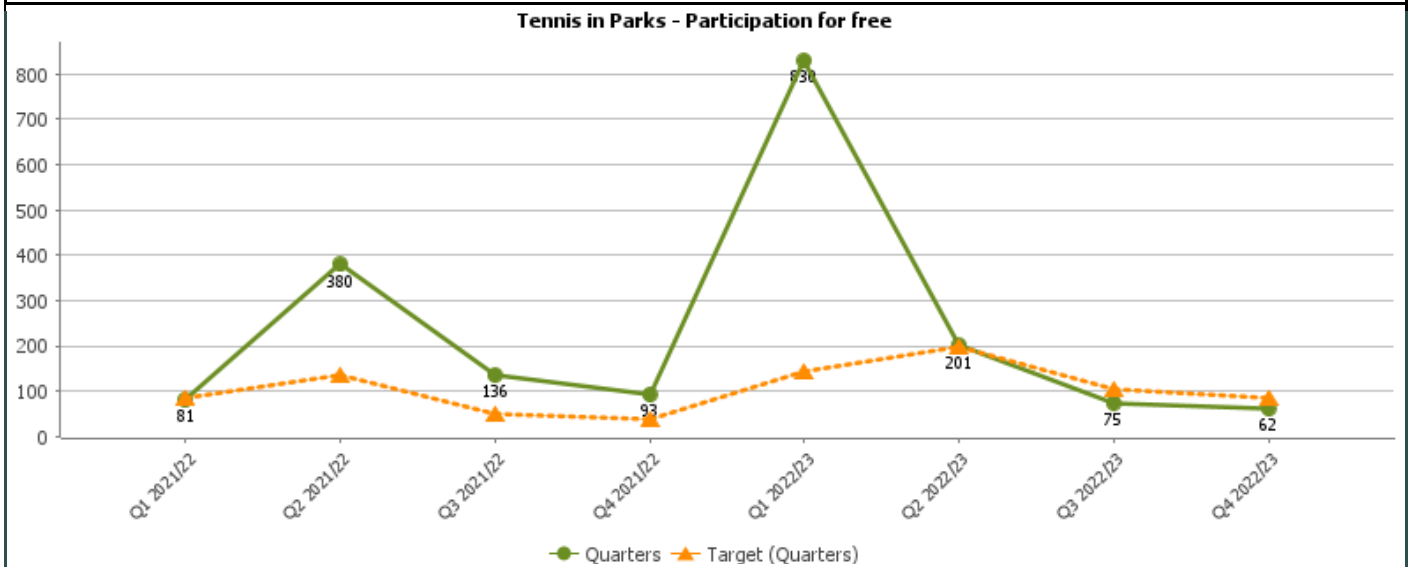 Tennis in Parks - Participation for free
800
700
600
500
400
300
200
100
0
830
380
136
93
81
201
75
62
Q1 2021/22
Q2 2021/22
Q3 2021/22
Q4 2021/22
Q1 2022/23
Q2 2022/23
Q3 2022/23
Q4 2022/23
Quarters Target (Quarters)